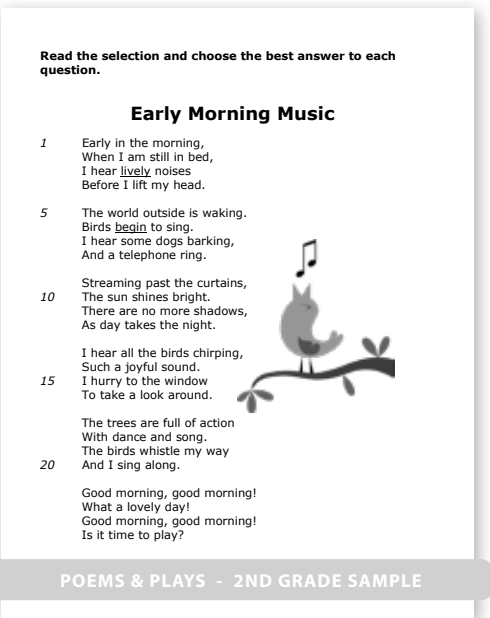 Read the selection and choose the best answer to each
question.
Early Morning Music
1 Early in the morning,
When I am still in bed,
I hear lively noises
Before I lift my head.
5 The world outside is waking.
Birds begin to sing.
I hear some dogs barking,
And a telephone ring.
Streaming past the curtains,
10 The sun shines bright.
There are no more shadows,
As day takes the night.
I hear all the birds chirping,
Such a joyful sound.
15 I hurry to the window
To take a look around.
The trees are full of action
With dance and song.
The birds whistle my way
20 And I sing along.
Good morning, good morning!
What a lovely day!
Good morning, good morning!
Is it time to play?
POEMS & PLAYS - 2ND GRADE SAMPLE